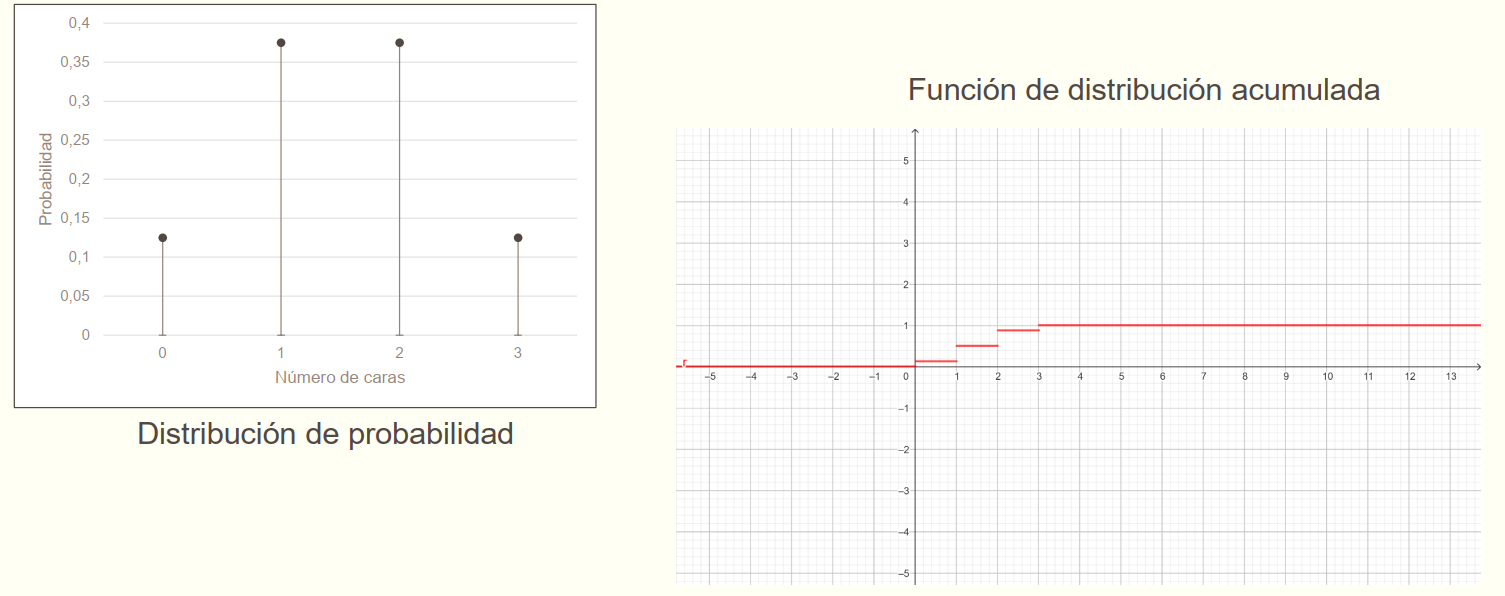 0,4
0,35
0,3
0,25
0,2
0,15
0,1
0,05
0
Probabilidad
0 1 2 3
Número de caras
Distribución de probabilidad
Función de distribución acumulada
5
4
3
2
1
f
–5 –4 –3 –2 –1 0 1 2 3 4 5 6 7 8 9 10 11 12 13
–1
–2
–3
–4
–5